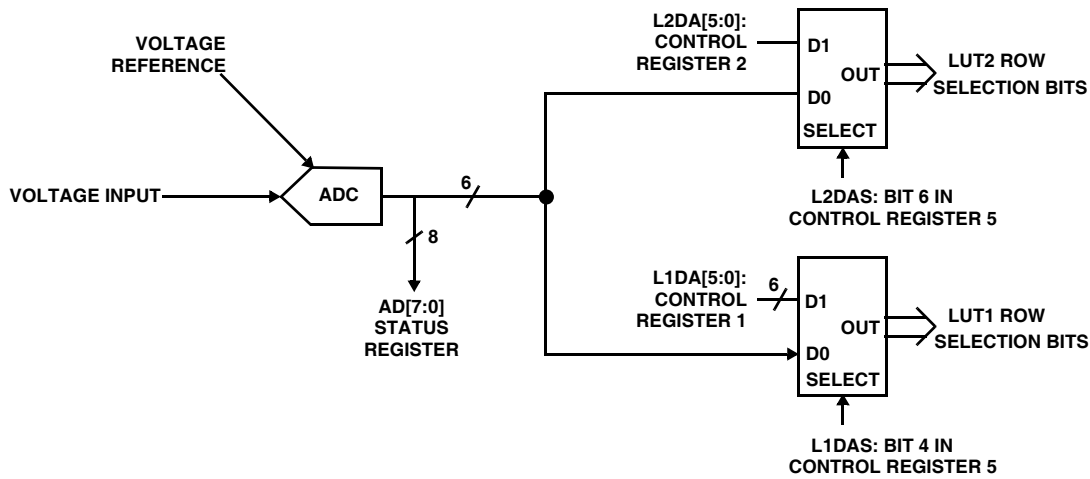 VOLTAGE
REFERENCE
VOLTAGE INPUT
ADC
6
8
AD[7:0]
STATUS
REGISTER
L2DA[5:0]:
CONTROL
REGISTER 2
D1
OUT
D0
SELECT
LUT2 ROW
SELECTION BITS
L2DAS: BIT 6 IN
CONTROL REGISTER 5
L1DA[5:0]:
CONTROL
REGISTER 1
6
D1
OUT
D0
SELECT
LUT1 ROW
SELECTION BITS
L1DAS: BIT 4 IN
CONTROL REGISTER 5